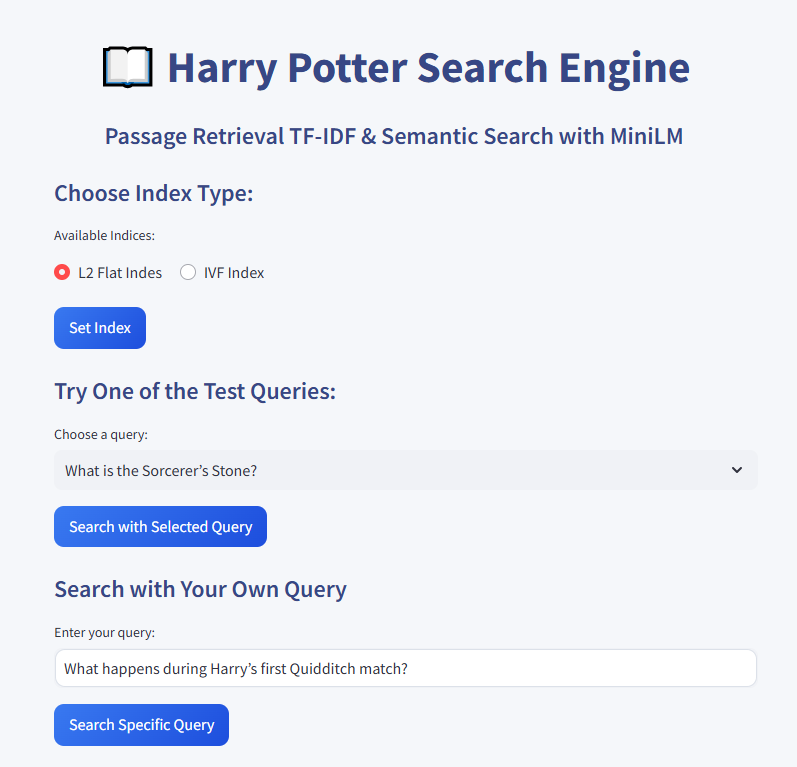 Harry Potter Search Engine
Passage Retrieval TF-IDF & Semantic Search with MiniLM
Choose Index Type:
Available Indices:
L2 Flat Indes IVF Index
Set Index
Try One of the Test Queries:
Choose a query:
What is the Sorcerer’s Stone?
Search with Selected Query
Search with Your Own Query
Enter your query:
What happens during Harry’s first Quidditch match?
Search Specific Query